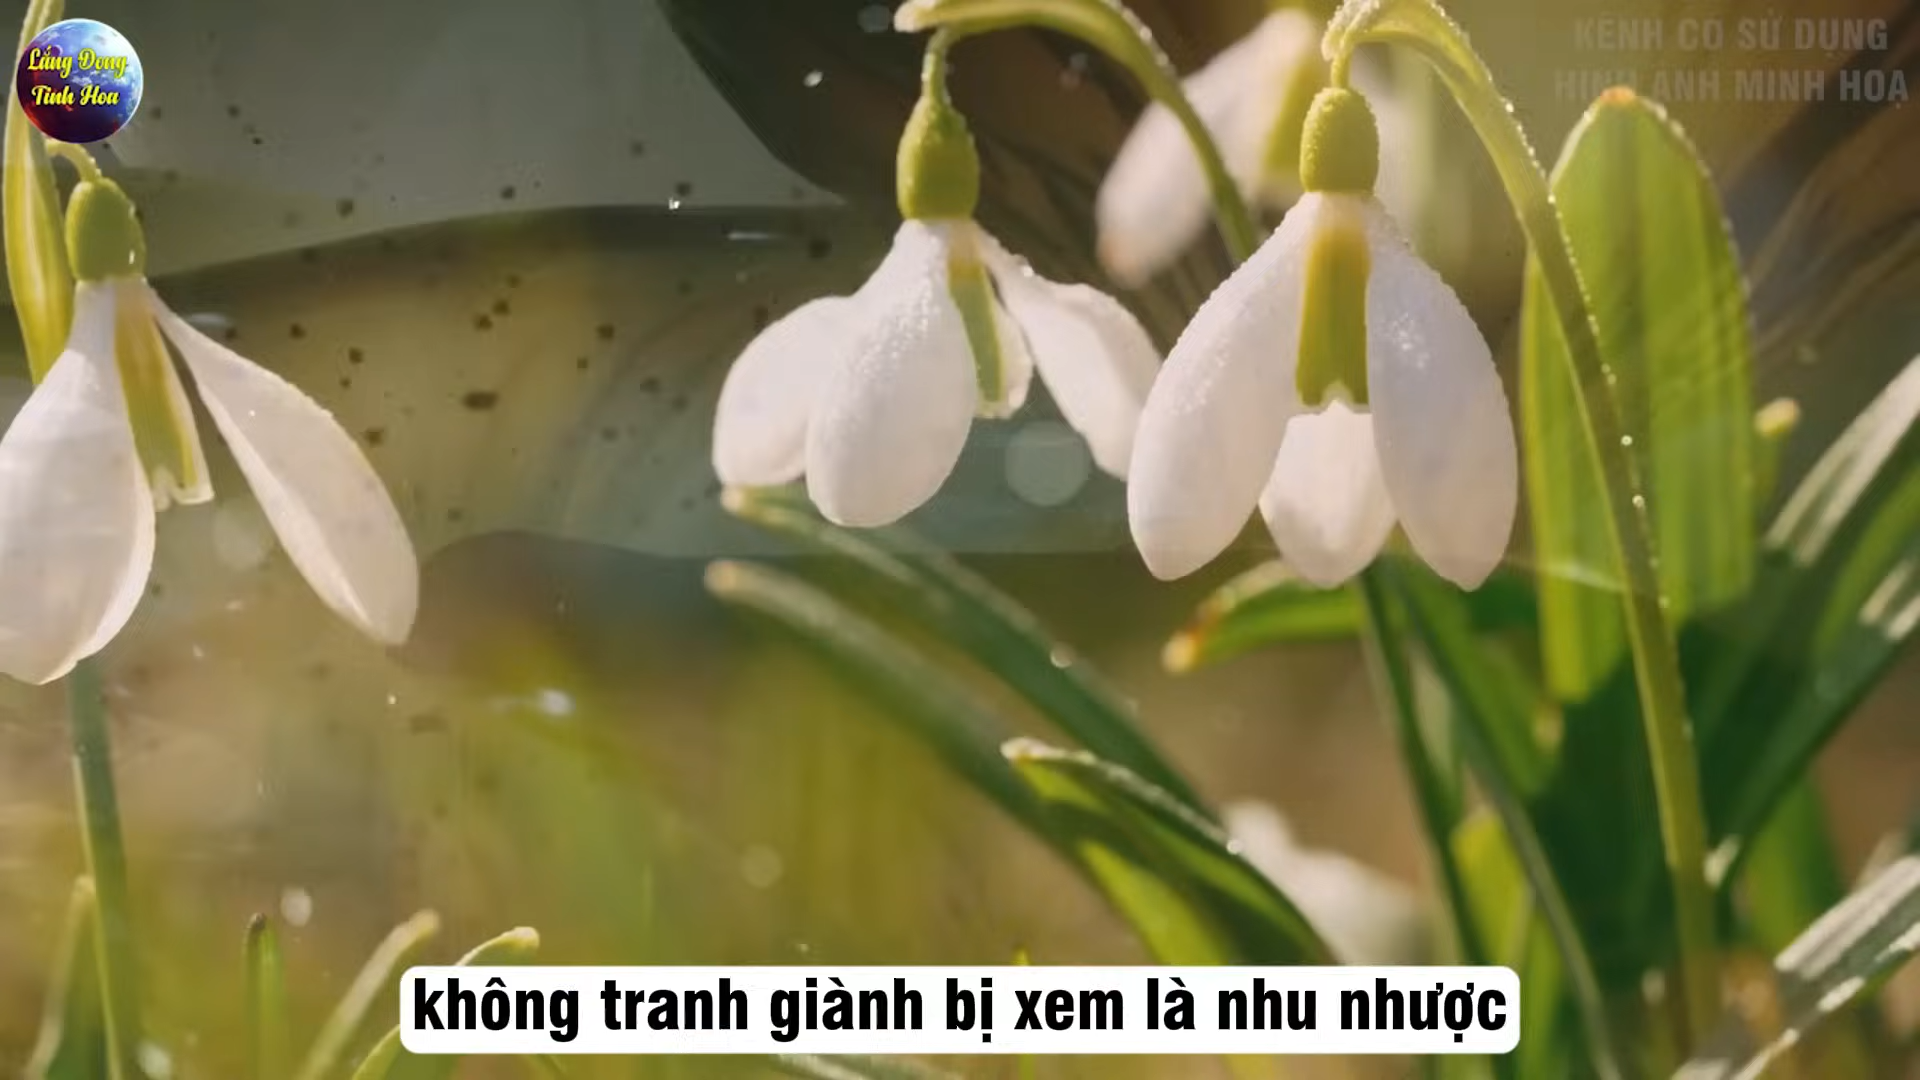 Lắng Đọng
Tinh Hoa
KÊNH CÓ SỬ DỤNG
HÌNH ẢNH MINH HOẠ
không tranh giành bị xem là nhu nhược